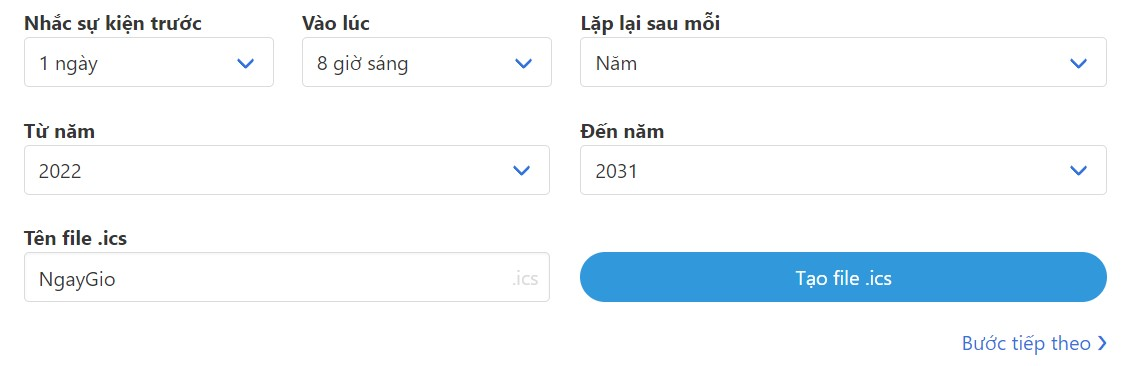 Nhắc sự kiện trước
Vào lúc
Lặp lại sau mỗi
1 ngày
8 giờ sáng
Năm
Từ năm
Đến năm
2022
2031
Tên file .ics
NgayGio
.ics
Tạo file .ics
Bước tiếp theo ❯